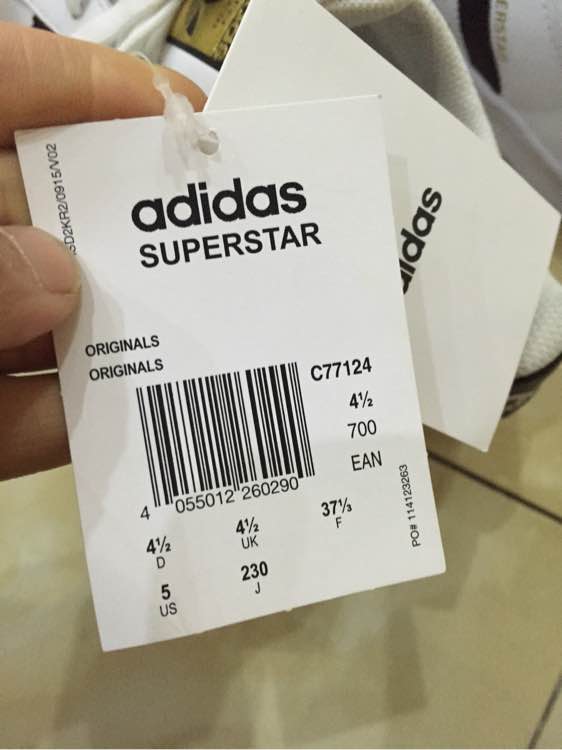 adidas
SUPERSTAR
ORIGINALS
ORIGINALS
C77124
4½
700
EAN
4 055012 260290
4½
D
4½
UK
37⅓
F
5
US
230
J
PO# 114123263
SD2KR2/0915/V02
adidas